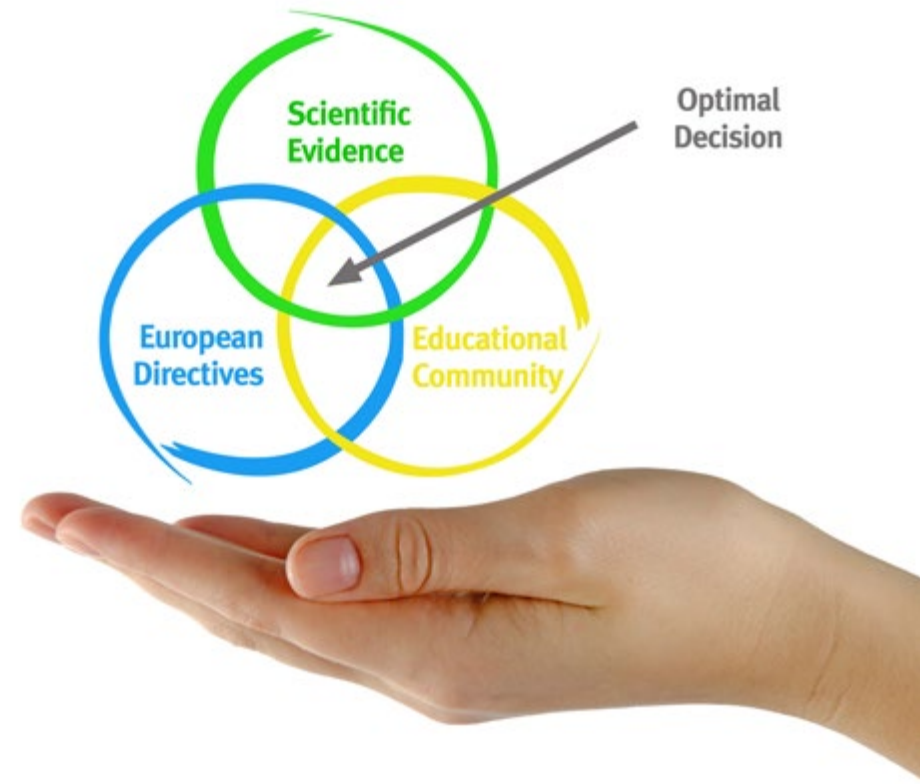 Scientific
Evidence
Optimal
Decision
European
Directives
Educational
Community